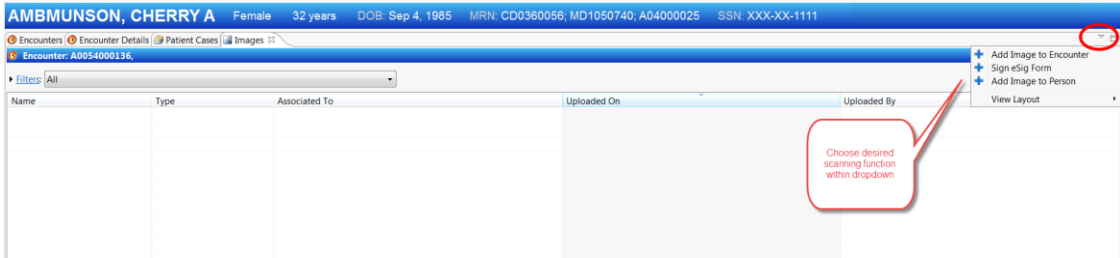 AMBMUNSON, CHERRY A Female 32 years DOB: Sep 4, 1985 MRN: CD0360056; MD1050740; A04000025 SSN: XXX-XX-1111
Encounters Encounter Details Patient Cases Images
Encounter: A0054000136,
Add Image to Encounter
Sign eSig Form
Add Image to Person
View Layout
Filters: All
Name Type Associated To Uploaded On Uploaded By
Choose desired
scanning function
within dropdown